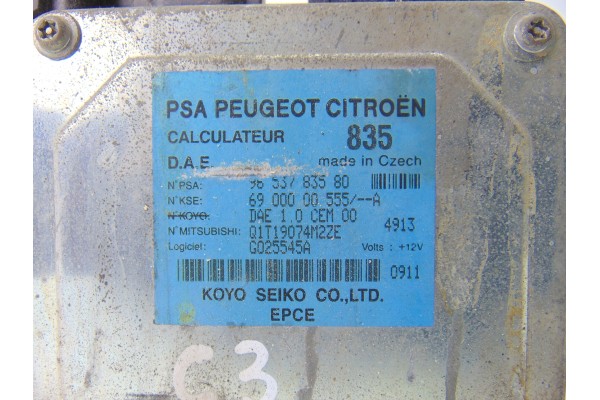 PSA PEUGEOT CITROËN
CALCULATEUR 835
D.A.E. made in Czech
N°PSA: 96 537 835 80
N°KSE: 69 000 00 555/--A
N°KOYO: DAE 1.0 CEM 00
N°MITSUBISHI: Q1T19074M2ZE 4913
Logiciel: G025545A Volts : +12V
0911
KOYO SEIKO CO.,LTD.
EPCE
C3